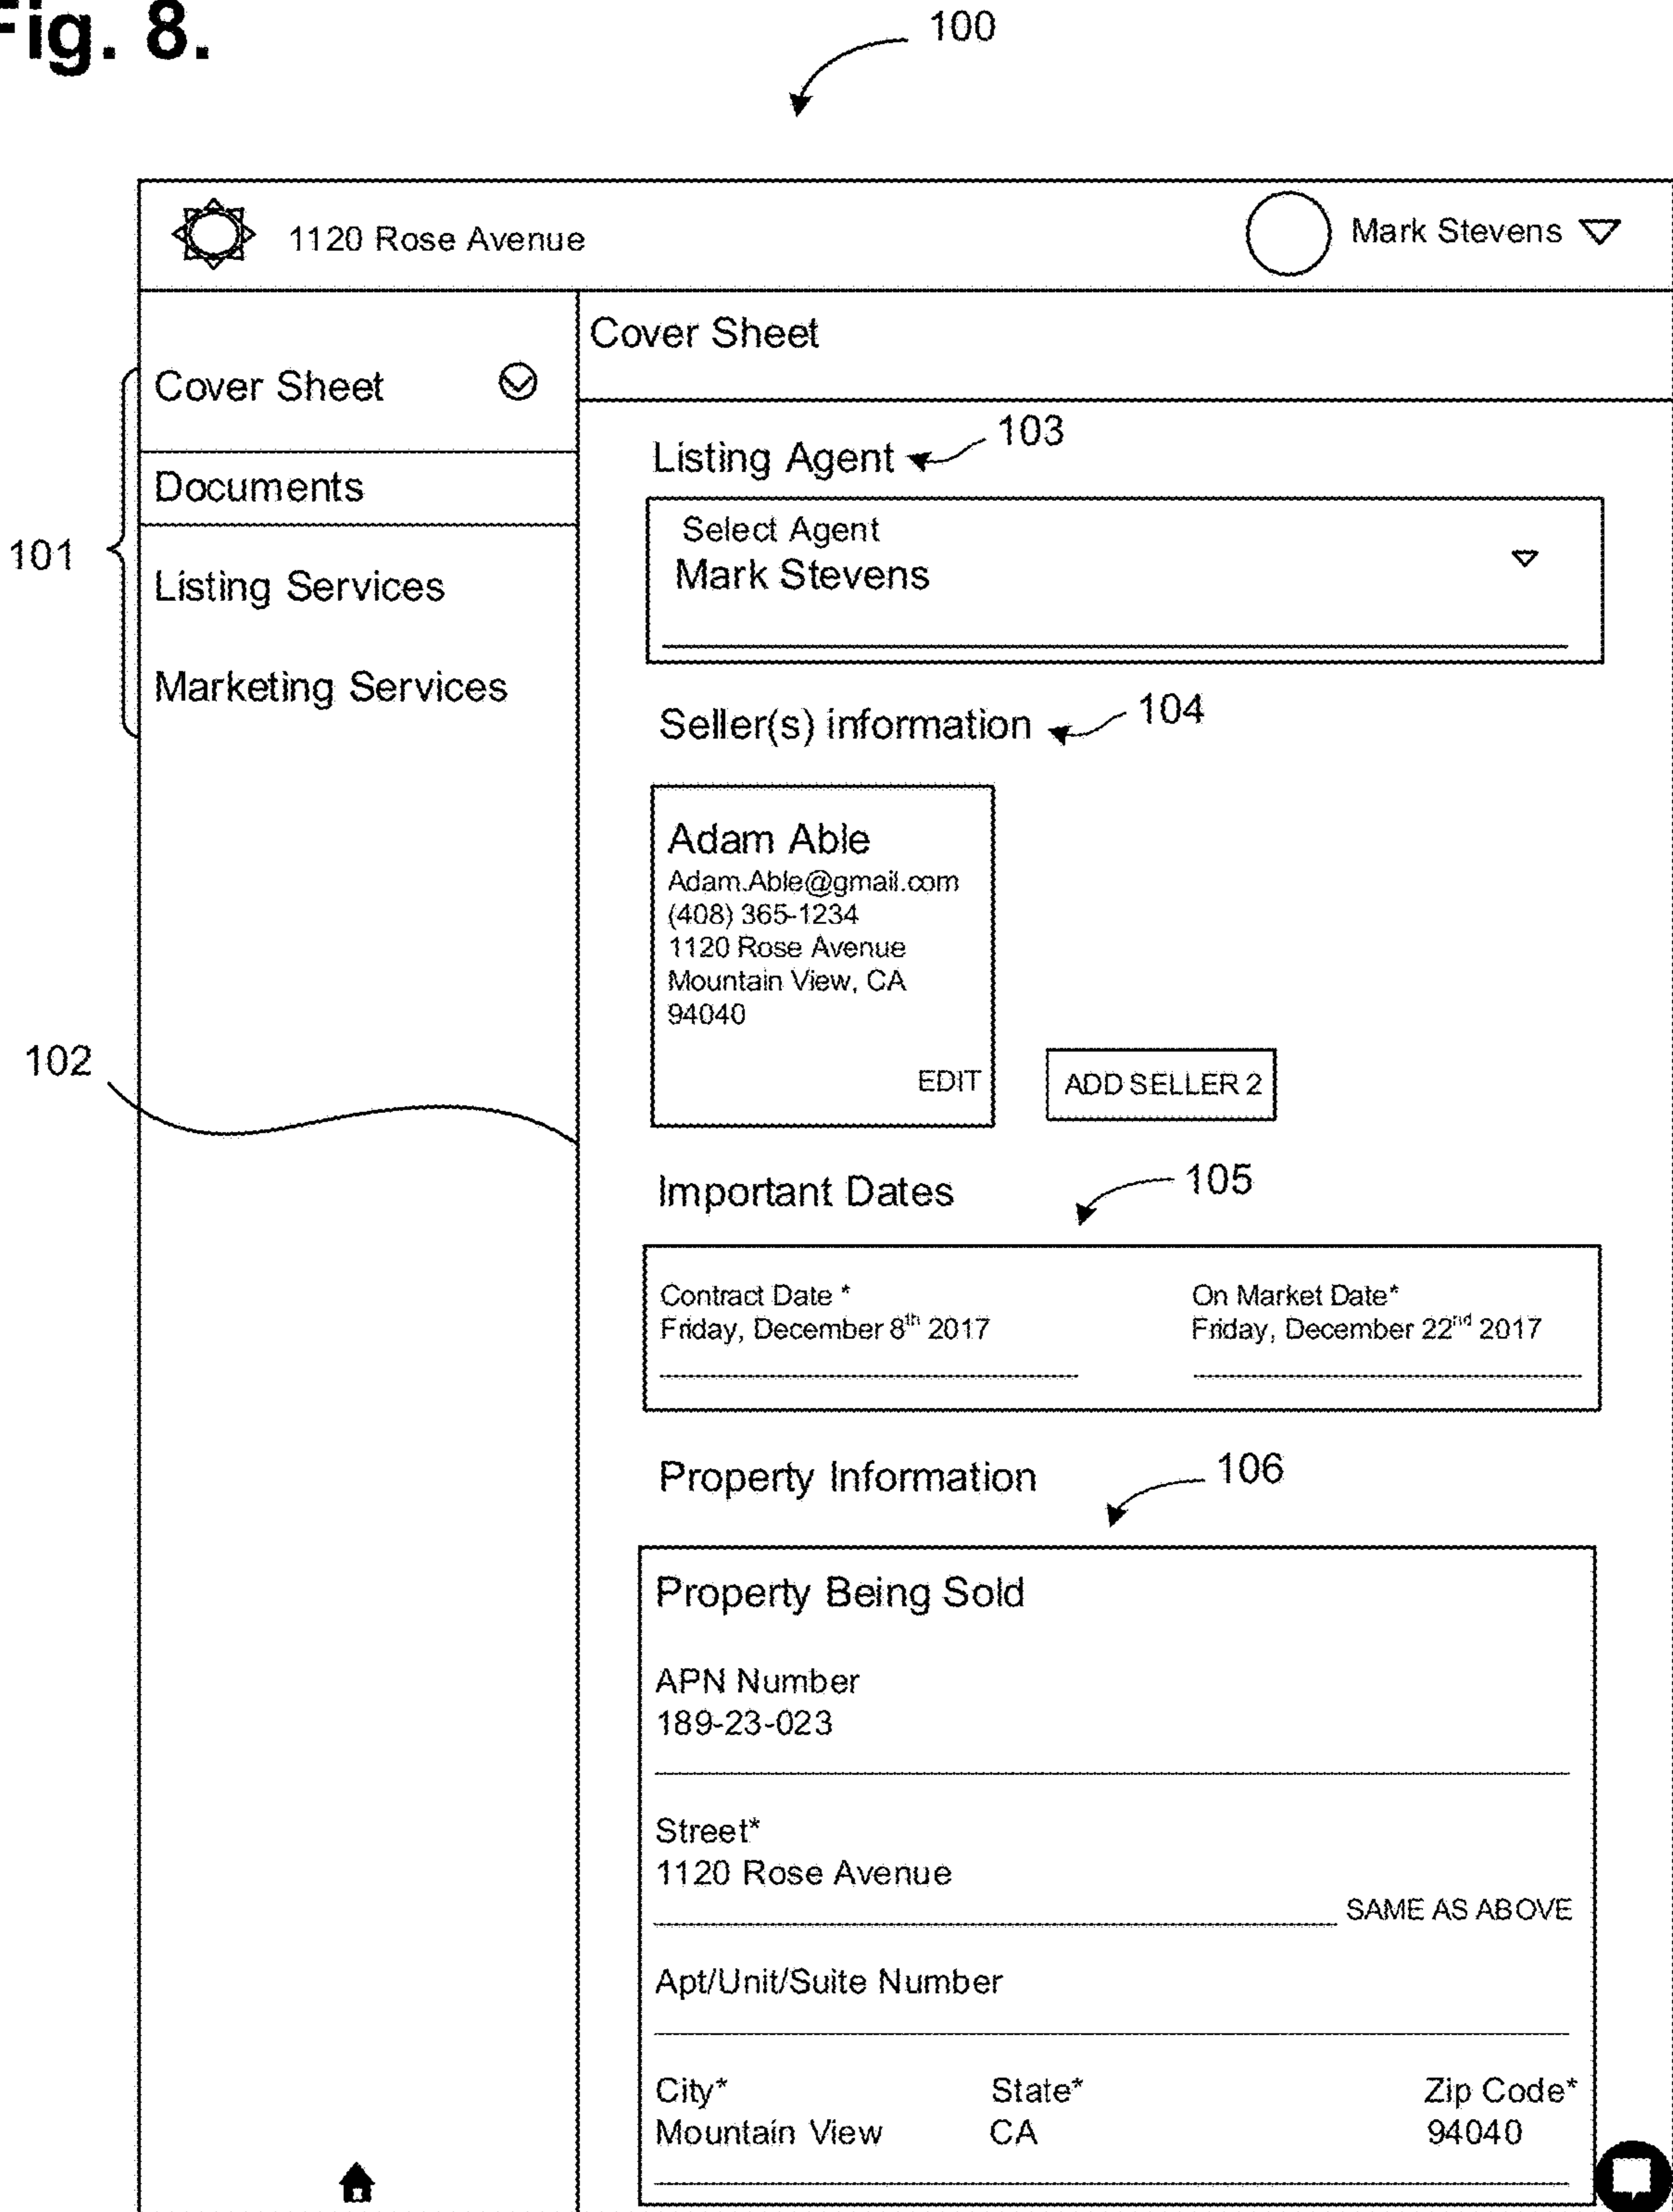 Fig. 8.
100
1120 Rose Avenue
Mark Stevens
101
Cover Sheet
Documents
Listing Services
Marketing Services
102
Cover Sheet
Listing Agent
103
Select Agent
Mark Stevens
Seller(s) information
104
Adam Able
Adam.Able@gmail.com
(408) 365-1234
1120 Rose Avenue
Mountain View, CA
94040
EDIT
ADD SELLER 2
Important Dates
105
Contract Date *
Friday, December 8th 2017
On Market Date*
Friday, December 22nd 2017
Property Information
106
Property Being Sold
APN Number
189-23-023
Street*
1120 Rose Avenue
SAME AS ABOVE
Apt/Unit/Suite Number
City* State* Zip Code*
Mountain View CA 94040